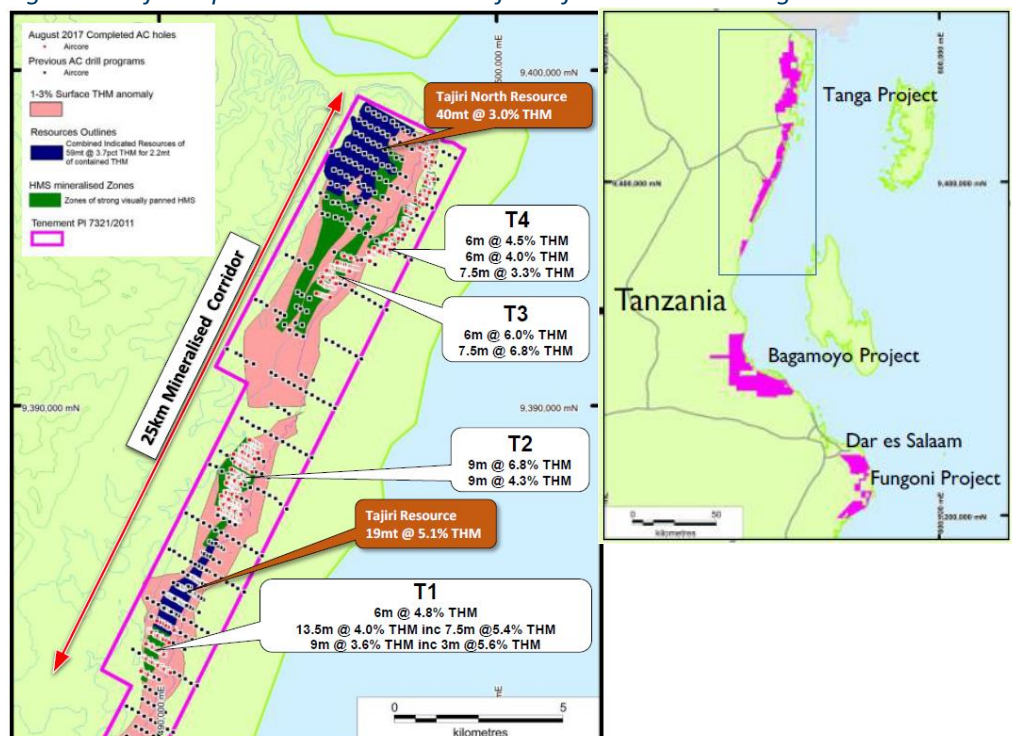 August 2017 Completed AC holes
Aircore
Previous AC drill programs
Aircore
1-3% Surface THM anomaly
Resources Outlines
Combined Indicated Resources of
59mt @ 3.7pct THM for 2.2mt
of contained THM
HMS mineralised Zones
Zones of strong visually panned HMS
Tenement Pl 7321/2011
25km Mineralised Corridor
9,400,000 mN
Tajiri North Resource
40mt @ 3.0% THM
T4
6m @ 4.5% THM
6m @ 4.0% THM
7.5m @ 3.3% THM
T3
6m @ 6.0% THM
7.5m @ 6.8% THM
9,390,000 mN
9,390,000 mN
T2
9m @ 6.8% THM
9m @ 4.3% THM
Tajiri Resource
19mt @ 5.1% THM
T1
6m @ 4.8% THM
13.5m @ 4.0% THM inc 7.5m @5.4% THM
9m @ 3.6% THM inc 3m @5.6% THM
0 5
kilometres
Tanga Project
Tanzania
Bagamoyo Project
Dar es Salaam
Fungoni Project
0 50
kilometres